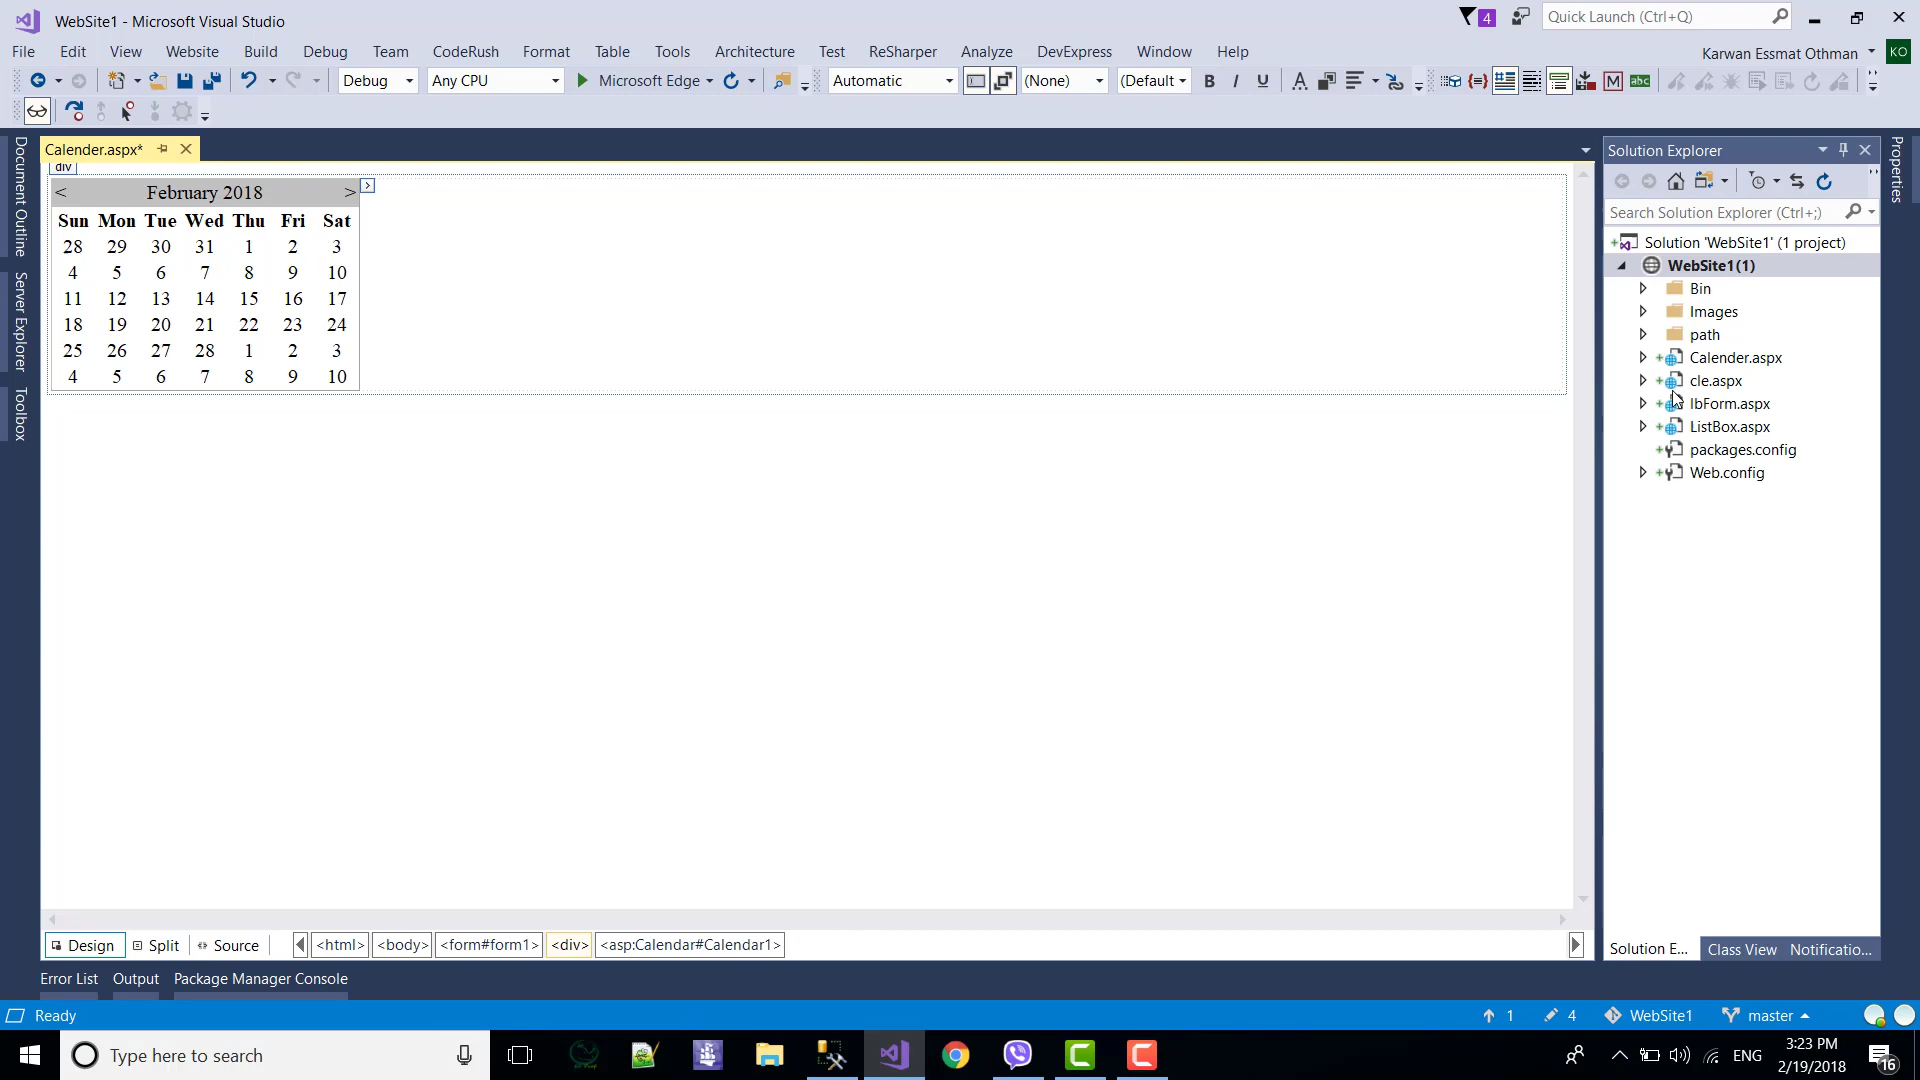 WebSite1 - Microsoft Visual Studio
4
Quick Launch (Ctrl+Q)
File Edit View Website Build Debug Team CodeRush Format Table Tools Architecture Test ReSharper Analyze DevExpress Window Help
Karwan Essmat Othman KO
Debug Any CPU Microsoft Edge Automatic (None) (Default B I U A M abc
Calender.aspx*
Document Outline
Server Explorer
Toolbox
div
< February 2018 >
Sun Mon Tue Wed Thu Fri Sat
28 29 30 31 1 2 3
4 5 6 7 8 9 10
11 12 13 14 15 16 17
18 19 20 21 22 23 24
25 26 27 28 1 2 3
4 5 6 7 8 9 10
Solution Explorer
Properties
Search Solution Explorer (Ctrl+;)
Solution 'WebSite1' (1 project)
WebSite1(1)
Bin
Images
path
Calender.aspx
cle.aspx
lbForm.aspx
ListBox.aspx
packages.config
Web.config
Design Split Source <html> <body> <form#form1> <div> <asp:Calendar#Calendar1>
Solution E... Class View Notificatio...
Error List Output Package Manager Console
Ready 1 4 WebSite1 master
Type here to search
ENG
3:23 PM
2/19/2018
16